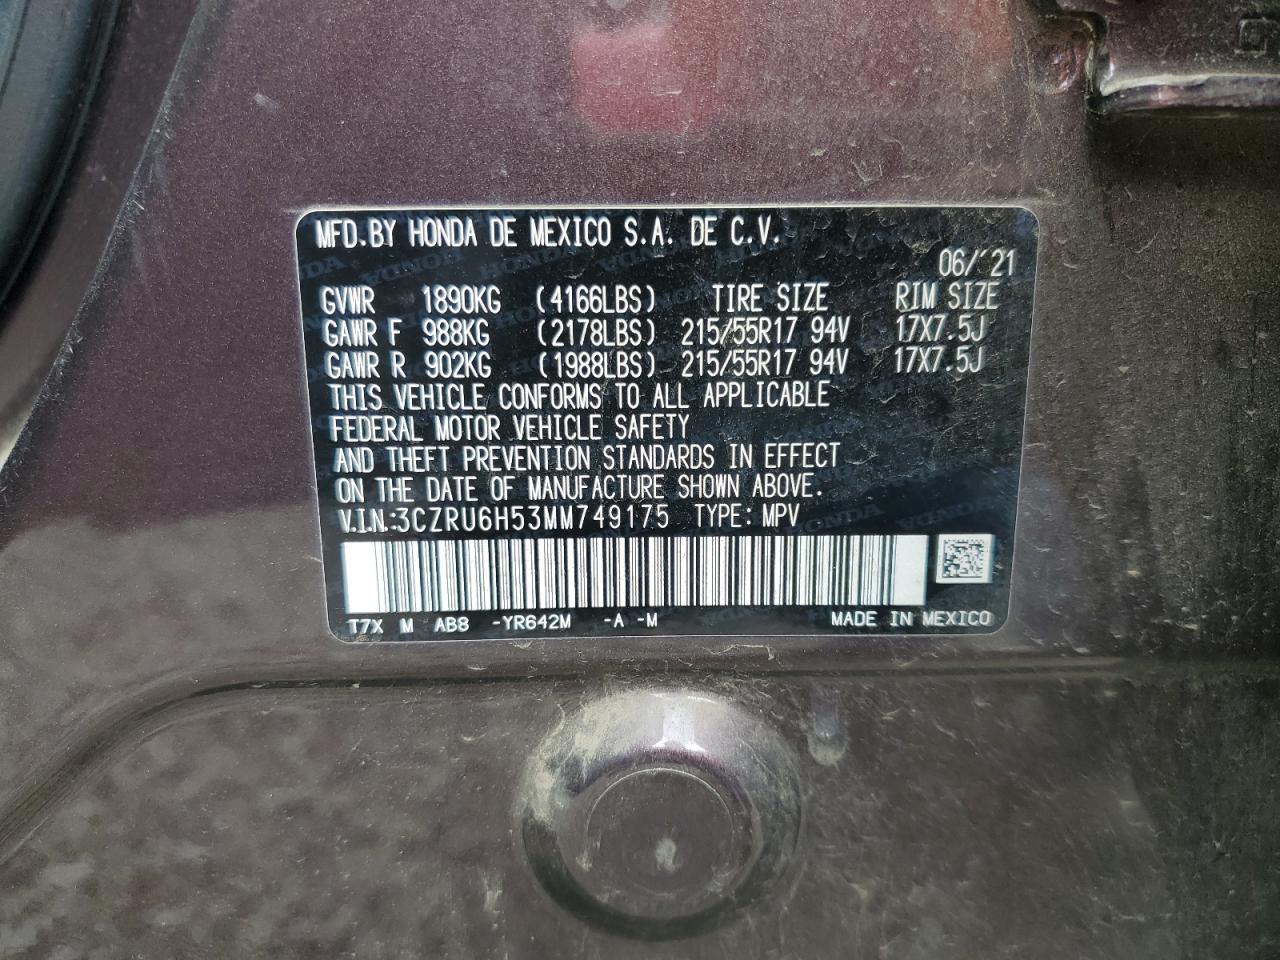 MFD.BY HONDA DE MEXICO S.A. DE C.V.
06/'21
GVWR 1890KG (4166LBS) TIRE SIZE RIM SIZE
GAWR F 988KG (2178LBS) 215/55R17 94V 17X7.5J
GAWR R 902KG (1988LBS) 215/55R17 94V 17X7.5J
THIS VEHICLE CONFORMS TO ALL APPLICABLE
FEDERAL MOTOR VEHICLE SAFETY
AND THEFT PREVENTION STANDARDS IN EFFECT
ON THE DATE OF MANUFACTURE SHOWN ABOVE.
V.I.N.:3CZRU6H53MM749175 TYPE: MPV
T7X M AB8 -YR642M -A -M MADE IN MEXICO